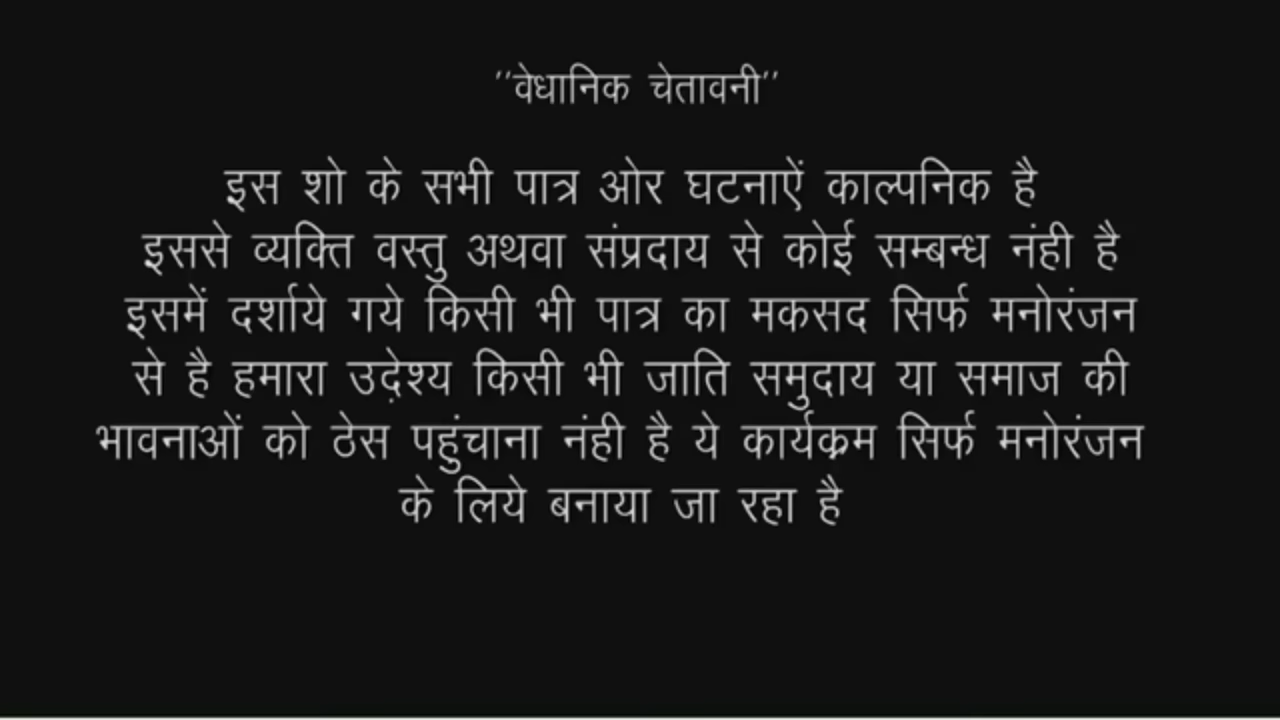 ''वेधानिक चेतावनी''
इस शो के सभी पात्र ओर घटनाऐं काल्पनिक है
इससे व्यक्ति वस्तु अथवा संप्रदाय से कोई सम्बन्ध नंही है
इसमें दर्शाये गये किसी भी पात्र का मकसद सिर्फ मनोरंजन
से है हमारा उद़ेश्य किसी भी जाति समुदाय या समाज की
भावनाओं को ठेस पहुंचाना नंही है ये कार्यक्रम सिर्फ मनोरंजन
के लिये बनाया जा रहा है